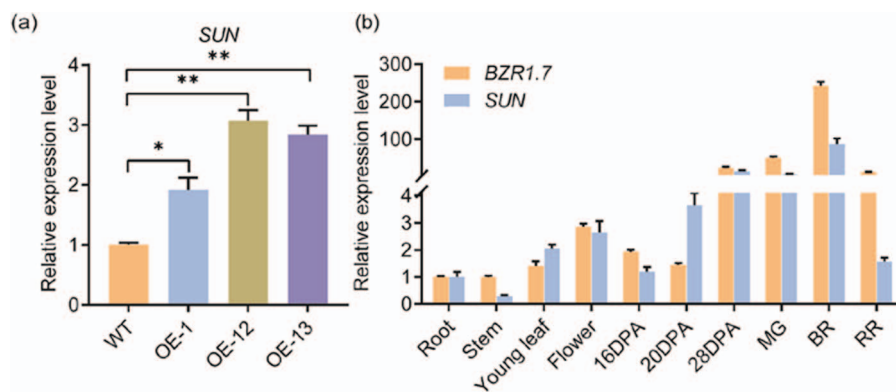 (a)
SUN
**
**
*
Relative expression level
4
3
2
1
0
WT
OE-1
OE-12
OE-13
(b)
BZR1.7
SUN
Relative expression level
300
200
100
4
3
2
1
0
Root
Stem
Young leaf
Flower
16DPA
20DPA
28DPA
MG
BR
RR